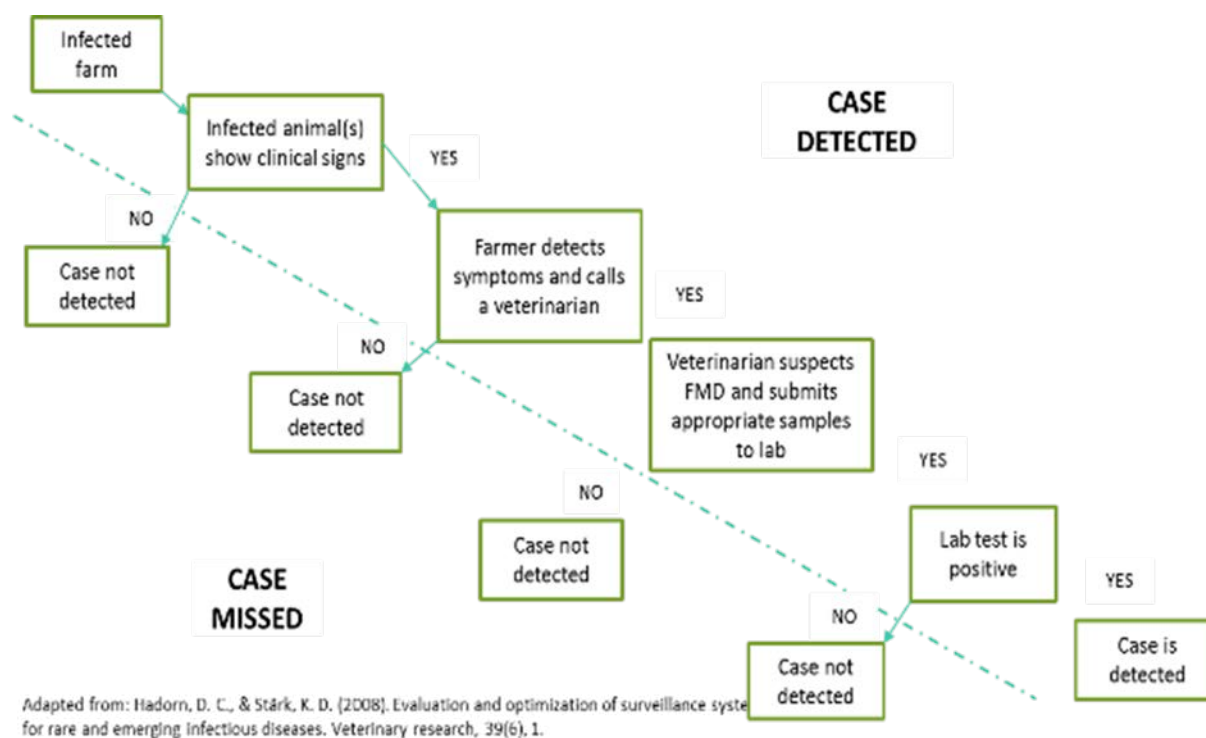 Infected
farm
CASE
DETECTED
Infected animal(s)
show clinical signs
YES
NO
Case not
detected
Farmer detects
symptoms and calls
a veterinarian
YES
NO
Case not
detected
Veterinarian suspects
FMD and submits
appropriate samples
to lab
YES
NO
Case not
detected
Lab test is
positive
YES
CASE
MISSED
NO
Case not
detected
Case is
detected
Adapted from: Hadorn, D. C., & Stärk, K. D. (2008). Evaluation and optimization of surveillance syste
for rare and emerging infectious diseases. Veterinary research, 39(6), 1.